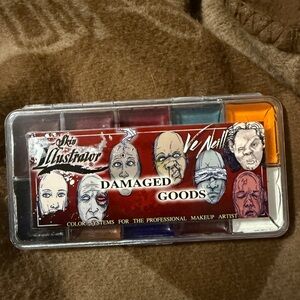 Skin
Illustrator
Ve Neill
DAMAGED
GOODS
COLOR SYSTEMS FOR THE PROFESSIONAL MAKEUP ARTIST